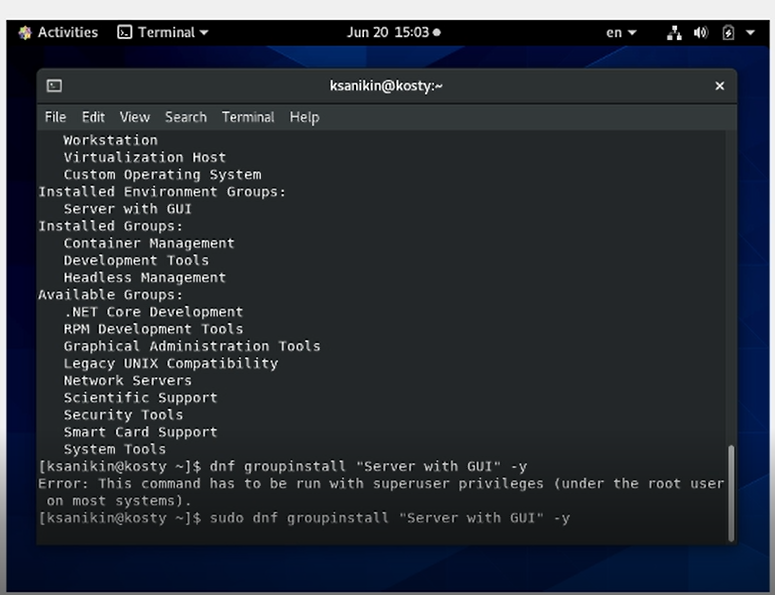 Activities Terminal Jun 20 15:03 en
ksanikin@kosty:~
File Edit View Search Terminal Help
Workstation
Virtualization Host
Custom Operating System
Installed Environment Groups:
Server with GUI
Installed Groups:
Container Management
Development Tools
Headless Management
Available Groups:
.NET Core Development
RPM Development Tools
Graphical Administration Tools
Legacy UNIX Compatibility
Network Servers
Scientific Support
Security Tools
Smart Card Support
System Tools
[ksanikin@kosty ~]$ dnf groupinstall "Server with GUI" -y
Error: This command has to be run with superuser privileges (under the root user
on most systems).
[ksanikin@kosty ~]$ sudo dnf groupinstall "Server with GUI" -y